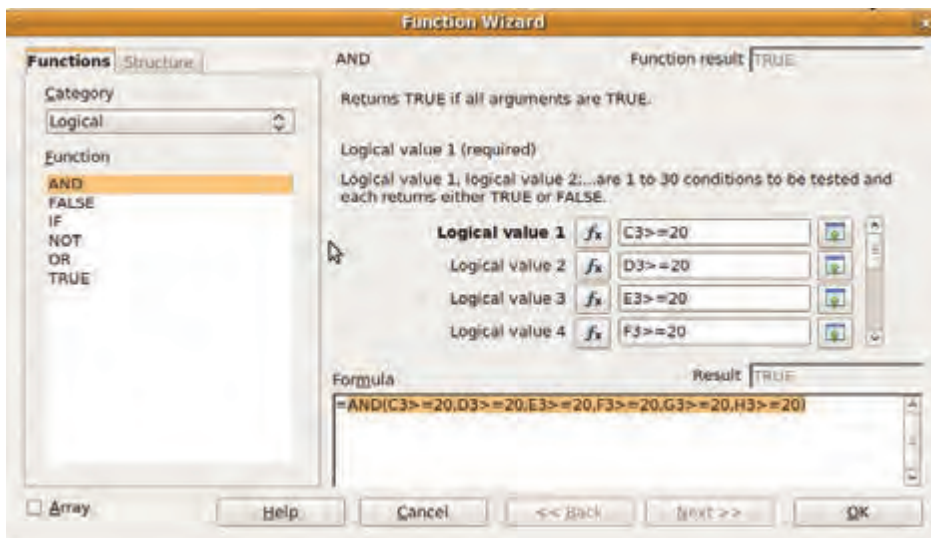 Function Wizard
Functions Structure
Category
Logical
Function
AND
FALSE
IF
NOT
OR
TRUE
AND
Function result TRUE
Returns TRUE if all arguments are TRUE.
Logical value 1 (required)
Logical value 1, logical value 2;...are 1 to 30 conditions to be tested and
each returns either TRUE or FALSE.
Logical value 1 fx C3>=20
Logical value 2 fx D3>=20
Logical value 3 fx E3>=20
Logical value 4 fx F3>=20
Formula
Result TRUE
=AND(C3>=20,D3>=20,E3>=20,F3>=20,G3>=20,H3>=20)
Array
Help
Cancel
<< Back
Next >>
OK